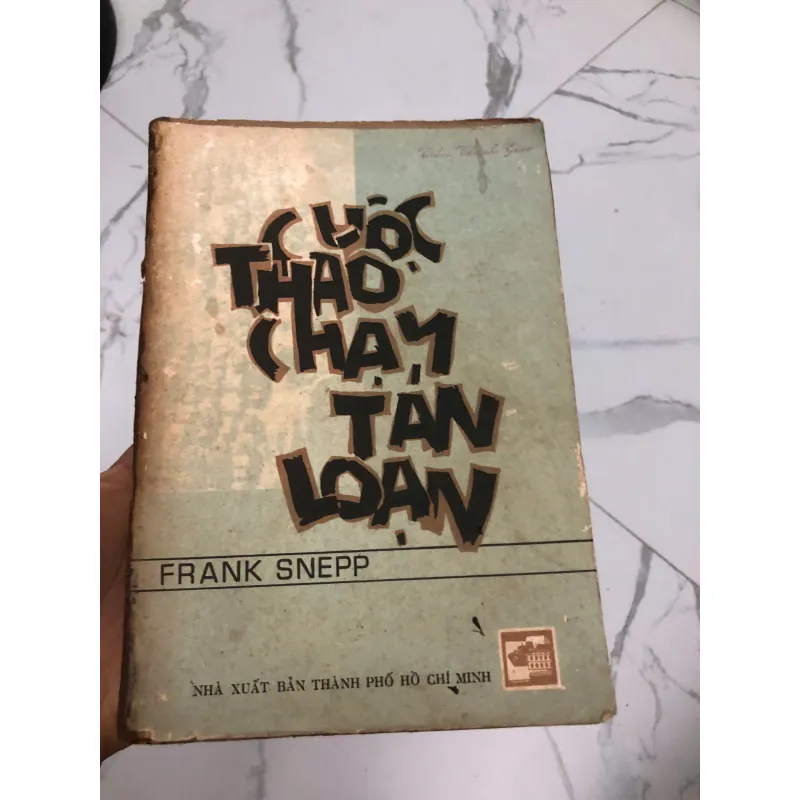 CUỘC
THÁO
CHẠY
TÁN
LOẠN
FRANK SNEPP
NHÀ XUẤT BẢN THÀNH PHỐ HỒ CHÍ MINH